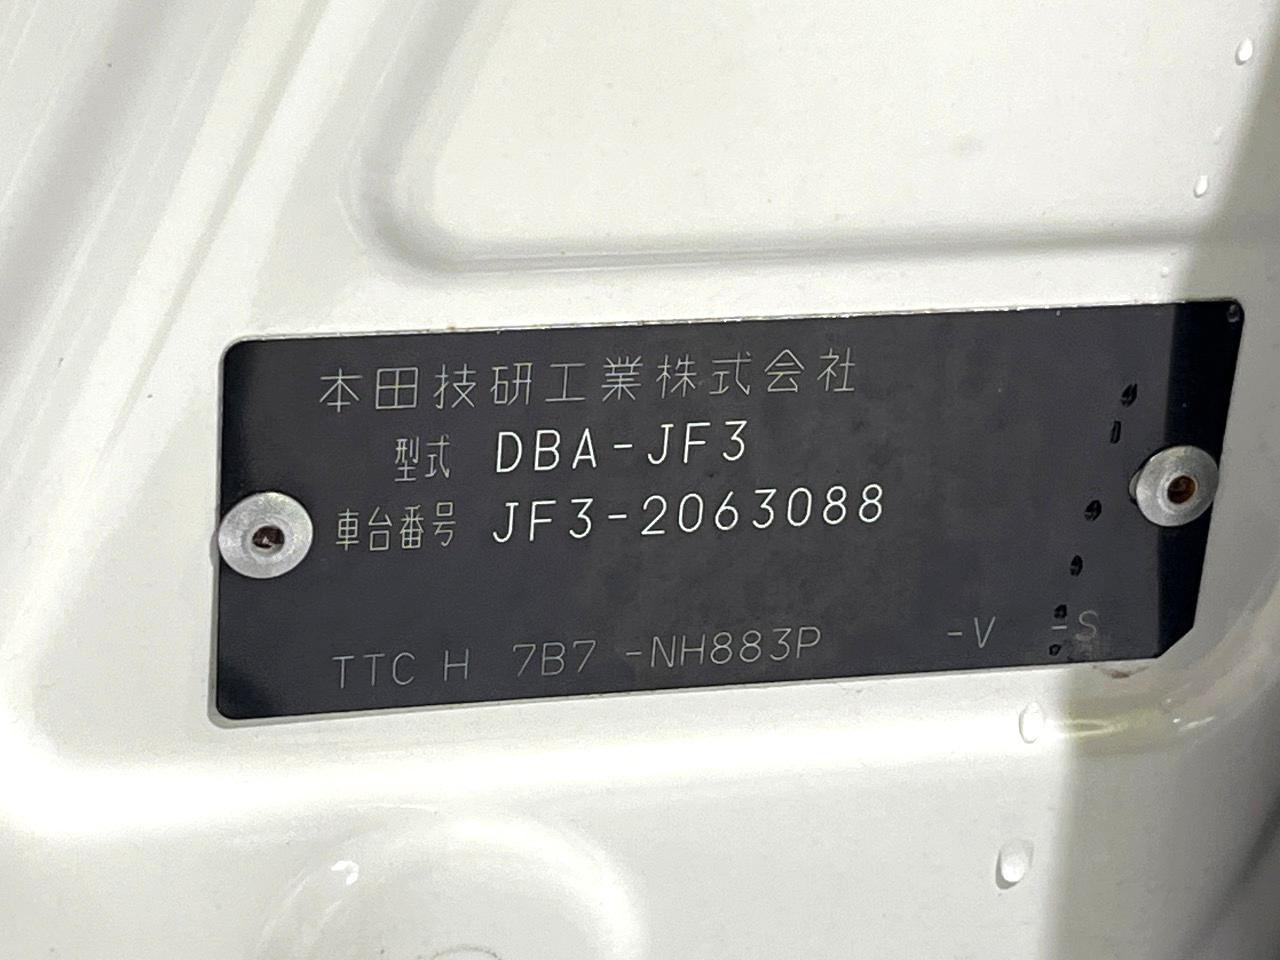 本田技研工業株式会社
型式 DBA-JF3
車台番号 JF3-2063088
TTC H 7B7 -NH883P -V -S